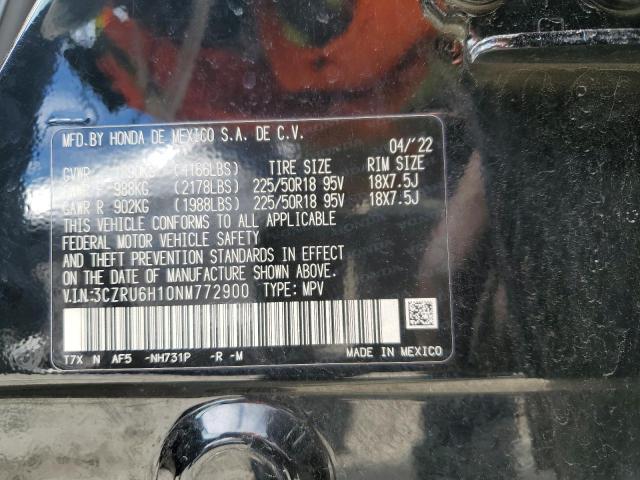 MFD.BY HONDA DE MEXICO S.A. DE C.V.
04/'22
GVWR (4166LBS) TIRE SIZE RIM SIZE
GAWR F 988KG (2178LBS) 225/50R18 95V 18X7.5J
GAWR R 902KG (1988LBS) 225/50R18 95V 18X7.5J
THIS VEHICLE CONFORMS TO ALL APPLICABLE
FEDERAL MOTOR VEHICLE SAFETY
AND THEFT PREVENTION STANDARDS IN EFFECT
ON THE DATE OF MANUFACTURE SHOWN ABOVE.
V.I.N:3CZRU6H10NM772900 TYPE: MPV
T7X N AF5 -NH731P -R -M MADE IN MEXICO